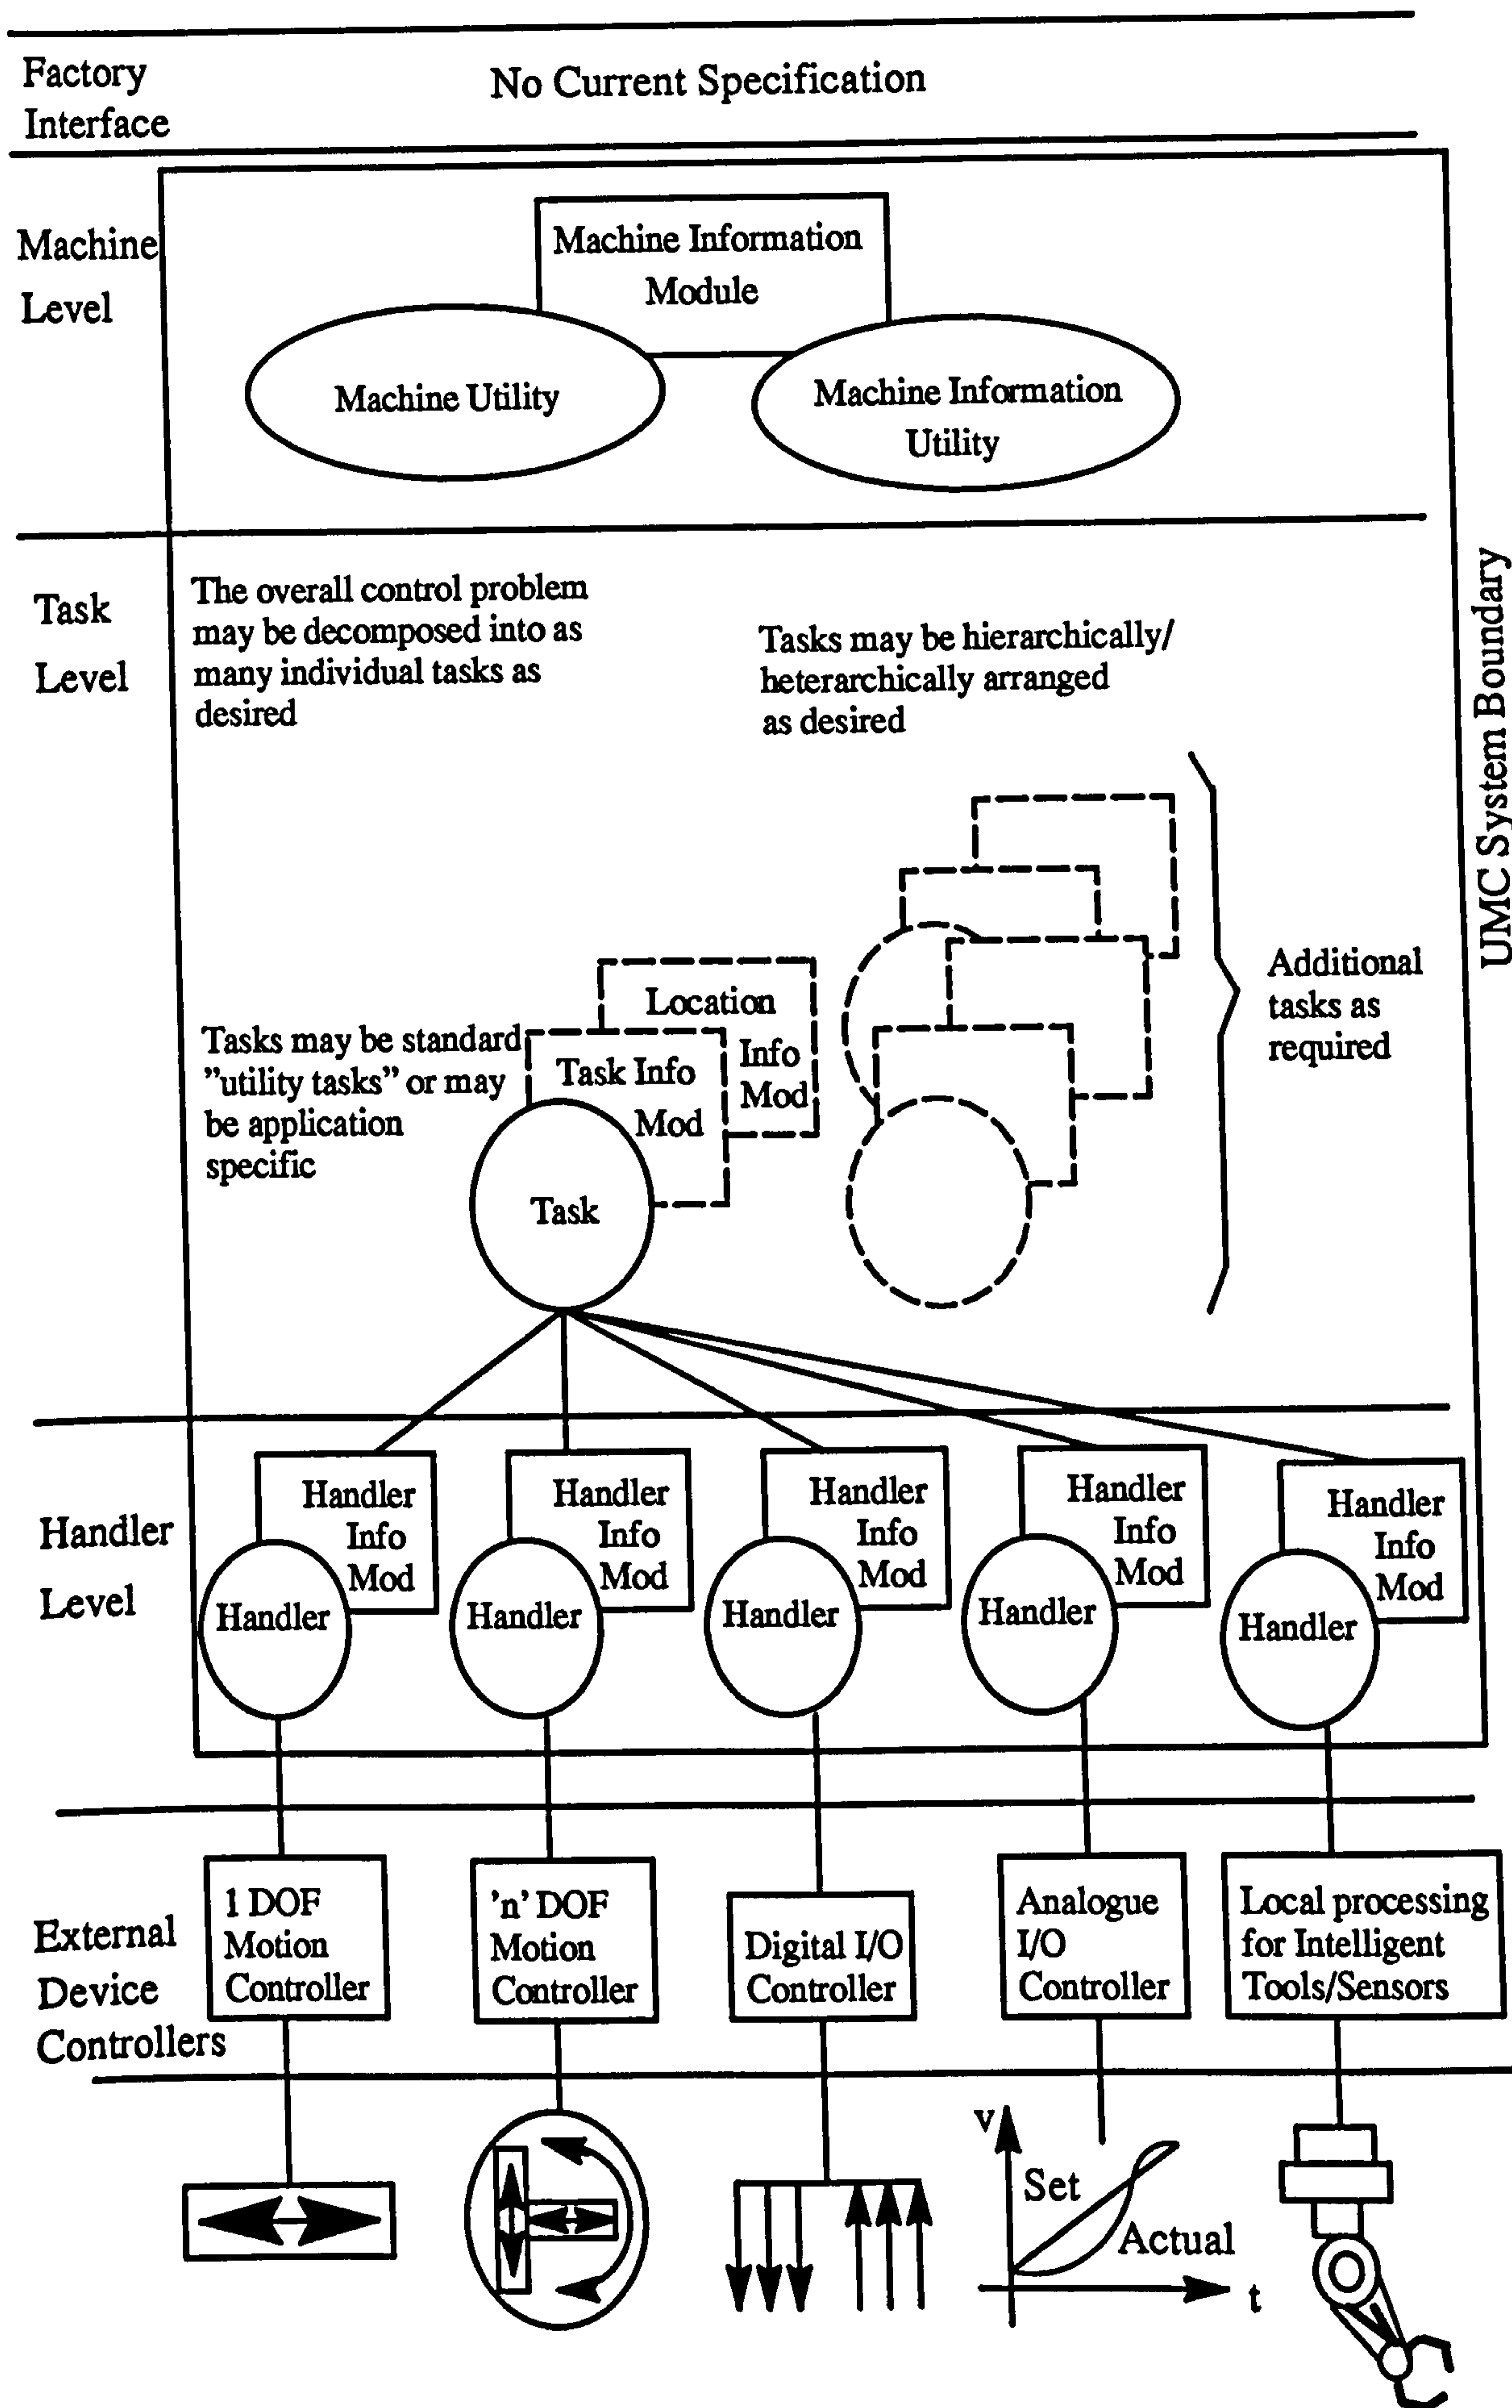 Factory
Interface
No Current Specification
Machine
Level
Machine Information
Module
Machine Utility
Machine Information
Utility
UMC System Boundary
Task
Level
The overall control problem
may be decomposed into as
many individual tasks as
desired
Tasks may be hierarchically/
heterarchically arranged
as desired
Additional
tasks as
required
Tasks may be standard
"utility tasks" or may
be application
specific
Location
Info
Mod
Task Info
Mod
Task
Handler
Level
Handler
Info
Mod
Handler
Handler
Info
Mod
Handler
Handler
Info
Mod
Handler
Handler
Info
Mod
Handler
Handler
Info
Mod
Handler
External
Device
Controllers
1 DOF
Motion
Controller
'n' DOF
Motion
Controller
Digital I/O
Controller
Analogue
I/O
Controller
Local processing
for Intelligent
Tools/Sensors
v
Set
Actual
t